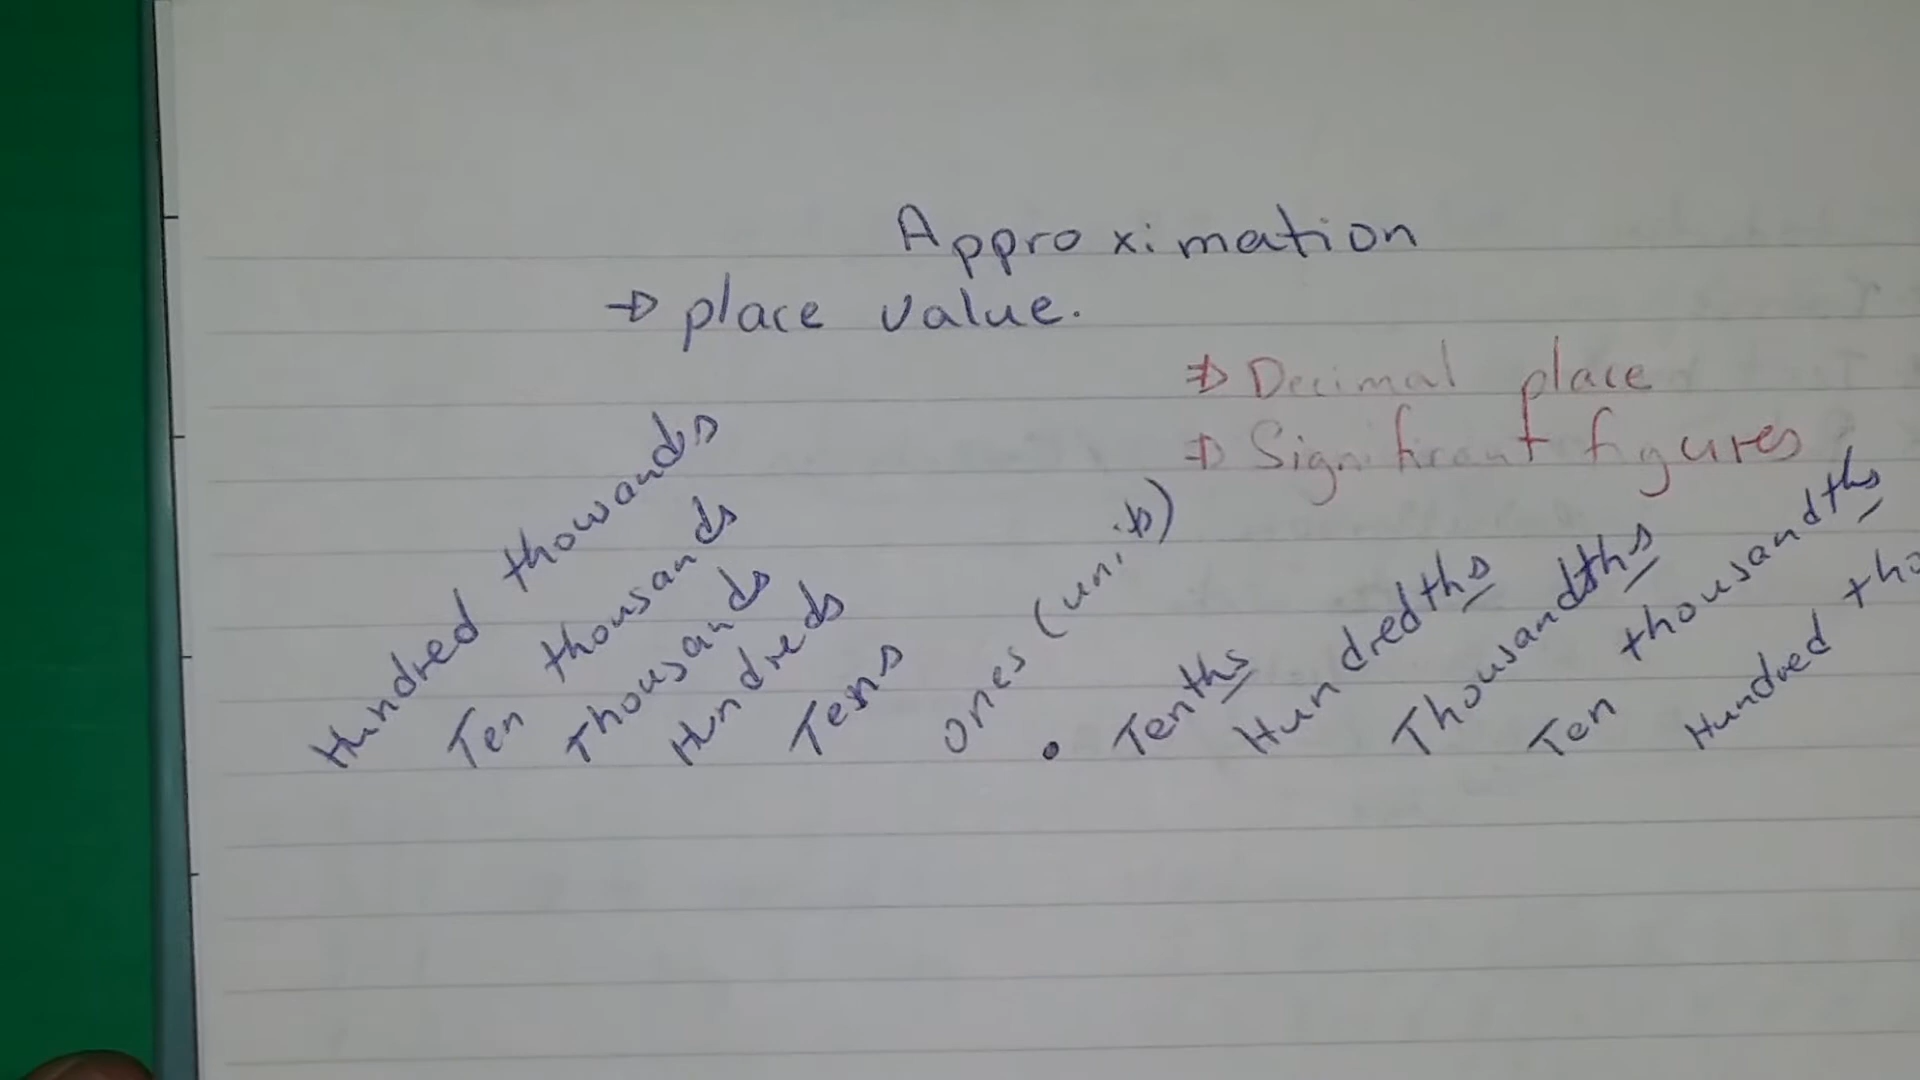 Approximation
→ place value.
⇒ Decimal place
⇒ Significant figures
Hundred thousands
Ten thousands
Thousands
Hundreds
Tens
Ones (units)
.
Tenths
Hundredths
Thousandths
Ten thousandths
Hundred tho